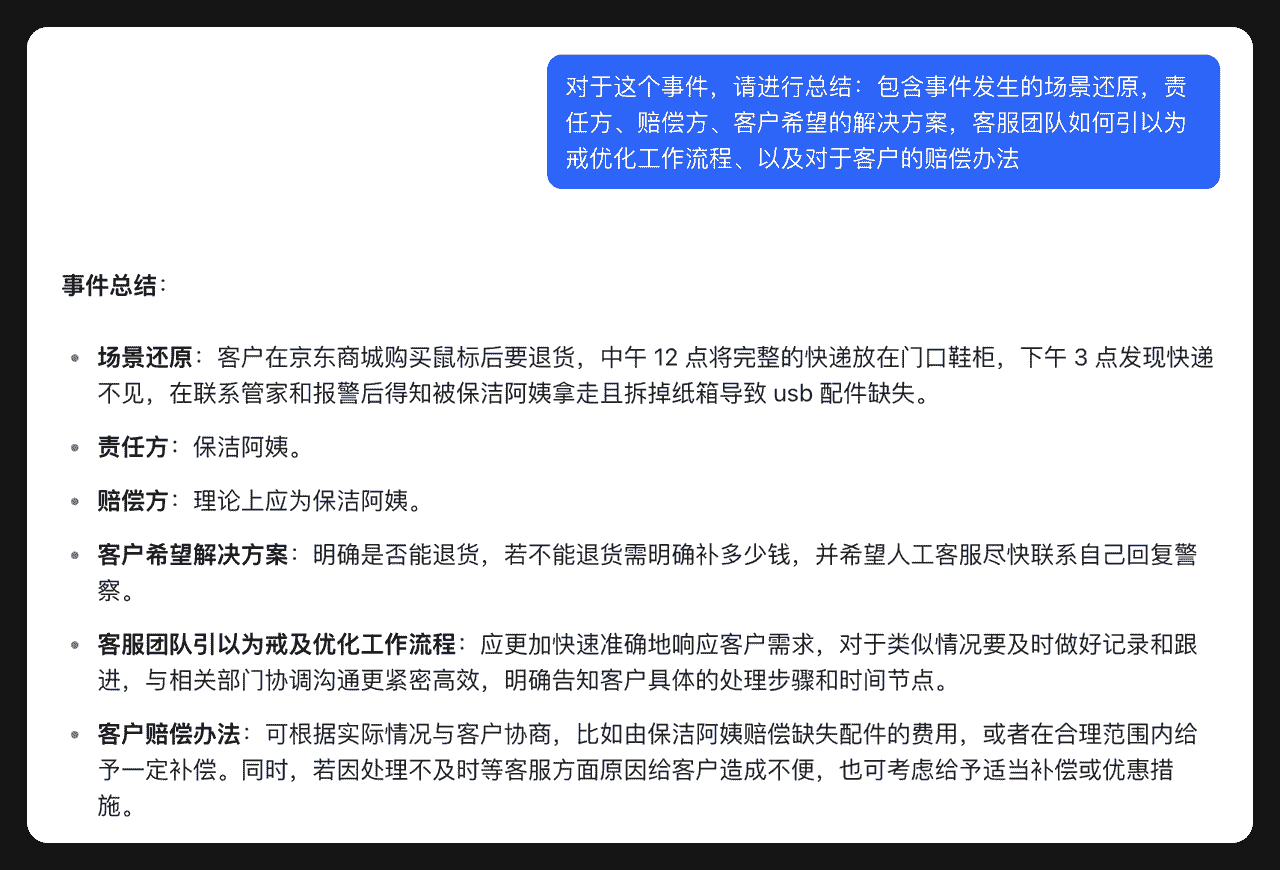 对于这个事件，请进行总结：包含事件发生的场景还原，责
任方、赔偿方、客户希望的解决方案，客服团队如何引以为
戒优化工作流程、以及对于客户的赔偿办法
事件总结：
• 场景还原：客户在京东商城购买鼠标后要退货，中午 12 点将完整的快递放在门口鞋柜，下午 3 点发现快递
不见，在联系管家和报警后得知被保洁阿姨拿走且拆掉纸箱导致 usb 配件缺失。
• 责任方：保洁阿姨。
• 赔偿方：理论上应为保洁阿姨。
• 客户希望解决方案：明确是否能退货，若不能退货需明确补多少钱，并希望人工客服尽快联系自己回复警
察。
• 客服团队引以为戒及优化工作流程：应更加快速准确地响应客户需求，对于类似情况要及时做好记录和跟
进，与相关部门协调沟通更紧密高效，明确告知客户具体的处理步骤和时间节点。
• 客户赔偿办法：可根据实际情况与客户协商，比如由保洁阿姨赔偿缺失配件的费用，或者在合理范围内给
予一定补偿。同时，若因处理不及时等客服方面原因给客户造成不便，也可考虑给予适当补偿或优惠措
施。